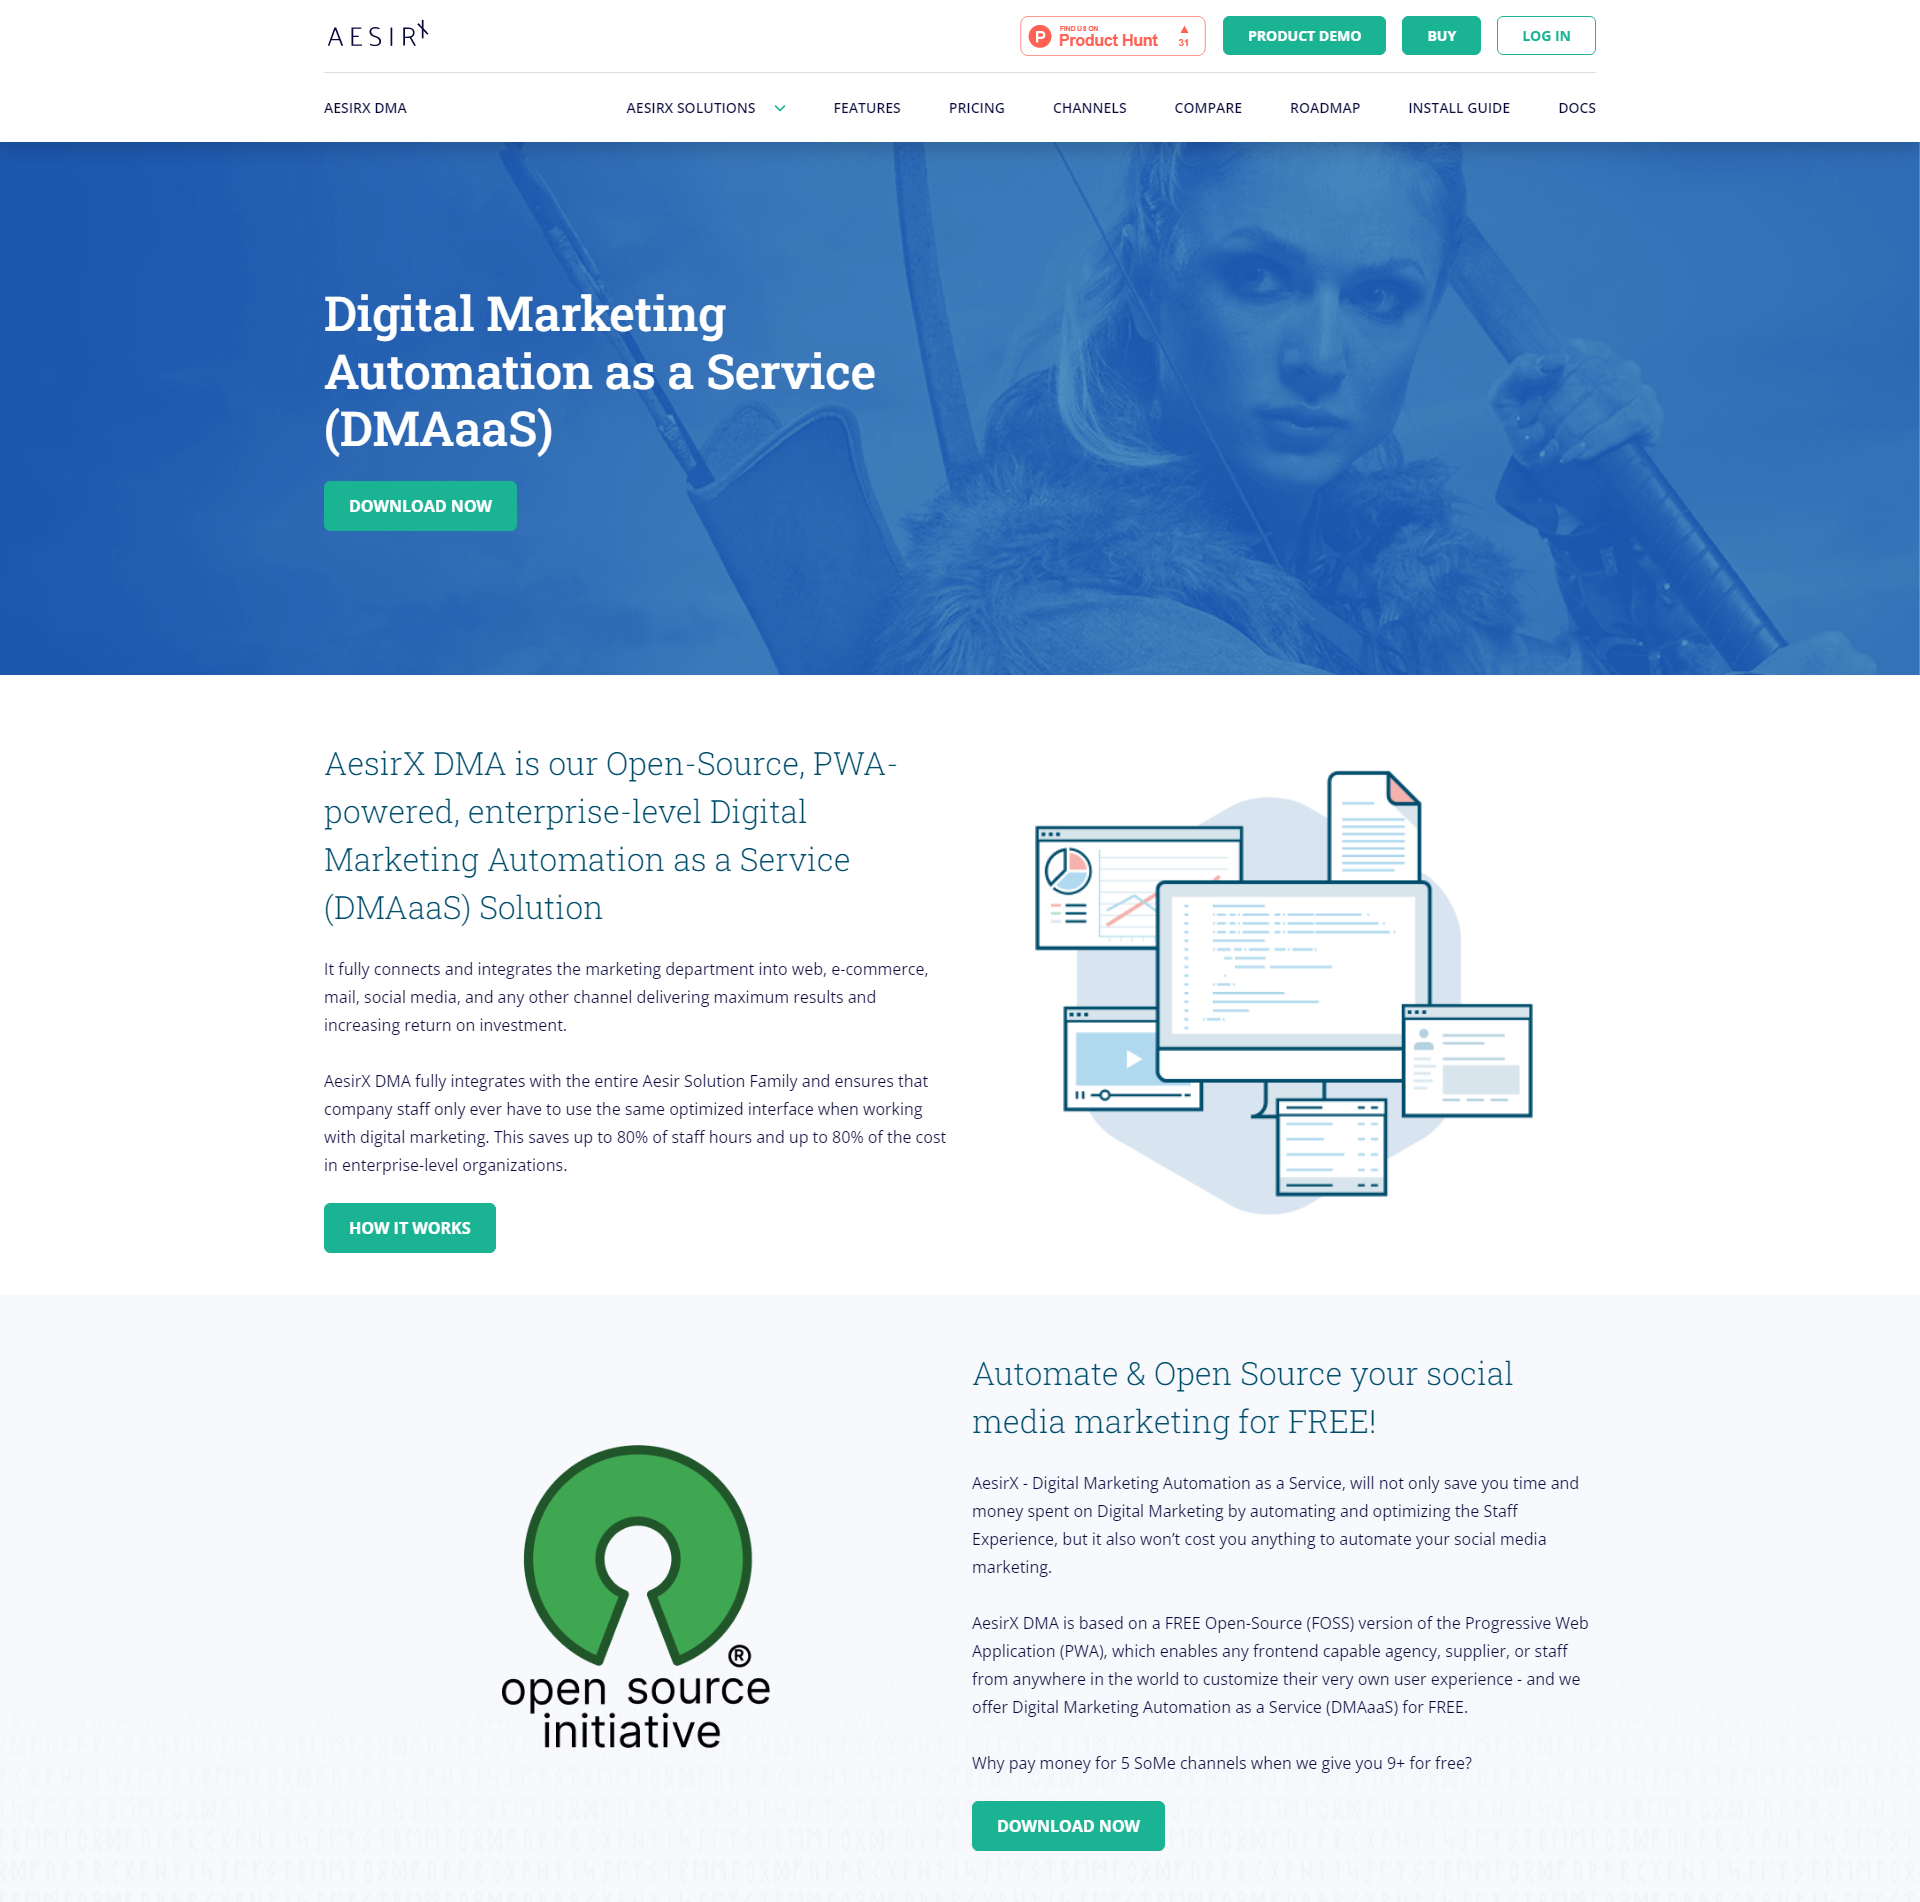 AESIR
FIND US ON
Product Hunt
31
PRODUCT DEMO
BUY
LOG IN
AESIRX DMA
AESIRX SOLUTIONS
FEATURES
PRICING
CHANNELS
COMPARE
ROADMAP
INSTALL GUIDE
DOCS
Digital Marketing
Automation as a Service
(DMAaaS)
DOWNLOAD NOW
AesirX DMA is our Open-Source, PWA-
powered, enterprise-level Digital
Marketing Automation as a Service
(DMAaaS) Solution
It fully connects and integrates the marketing department into web, e-commerce,
mail, social media, and any other channel delivering maximum results and
increasing return on investment.
AesirX DMA fully integrates with the entire Aesir Solution Family and ensures that
company staff only ever have to use the same optimized interface when working
with digital marketing. This saves up to 80% of staff hours and up to 80% of the cost
in enterprise-level organizations.
HOW IT WORKS
open source
initiative
®
Automate & Open Source your social
media marketing for FREE!
AesirX - Digital Marketing Automation as a Service, will not only save you time and
money spent on Digital Marketing by automating and optimizing the Staff
Experience, but it also won’t cost you anything to automate your social media
marketing.
AesirX DMA is based on a FREE Open-Source (FOSS) version of the Progressive Web
Application (PWA), which enables any frontend capable agency, supplier, or staff
from anywhere in the world to customize their very own user experience - and we
offer Digital Marketing Automation as a Service (DMAaaS) for FREE.
Why pay money for 5 SoMe channels when we give you 9+ for free?
DOWNLOAD NOW